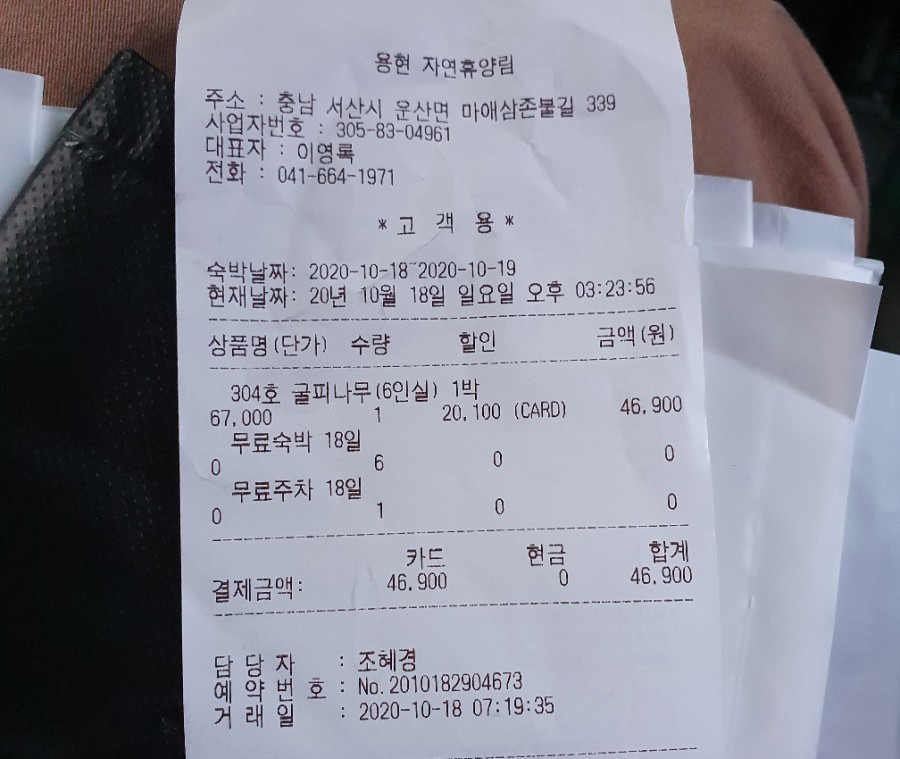 용현 자연휴양림
주소 : 충남 서산시 운산면 마애삼존불길 339
사업자번호 : 305-83-04961
대표자 : 이영록
전화 : 041-664-1971
*고 객 용*
숙박날짜: 2020-10-18~2020-10-19
현재날짜: 20년 10월 18일 일요일 오후 03:23:56
상품명(단가) 수량 할인 금액(원)
304호 굴피나무(6인실) 1박
67,000 1 20,100 (CARD) 46,900
무료숙박 18일
0 6 0 0
무료주차 18일
0 1 0 0
카드 현금 합계
결제금액: 46,900 0 46,900
담 당 자 : 조혜경
예 약 번 호 : No.2010182904673
거 래 일 : 2020-10-18 07:19:35